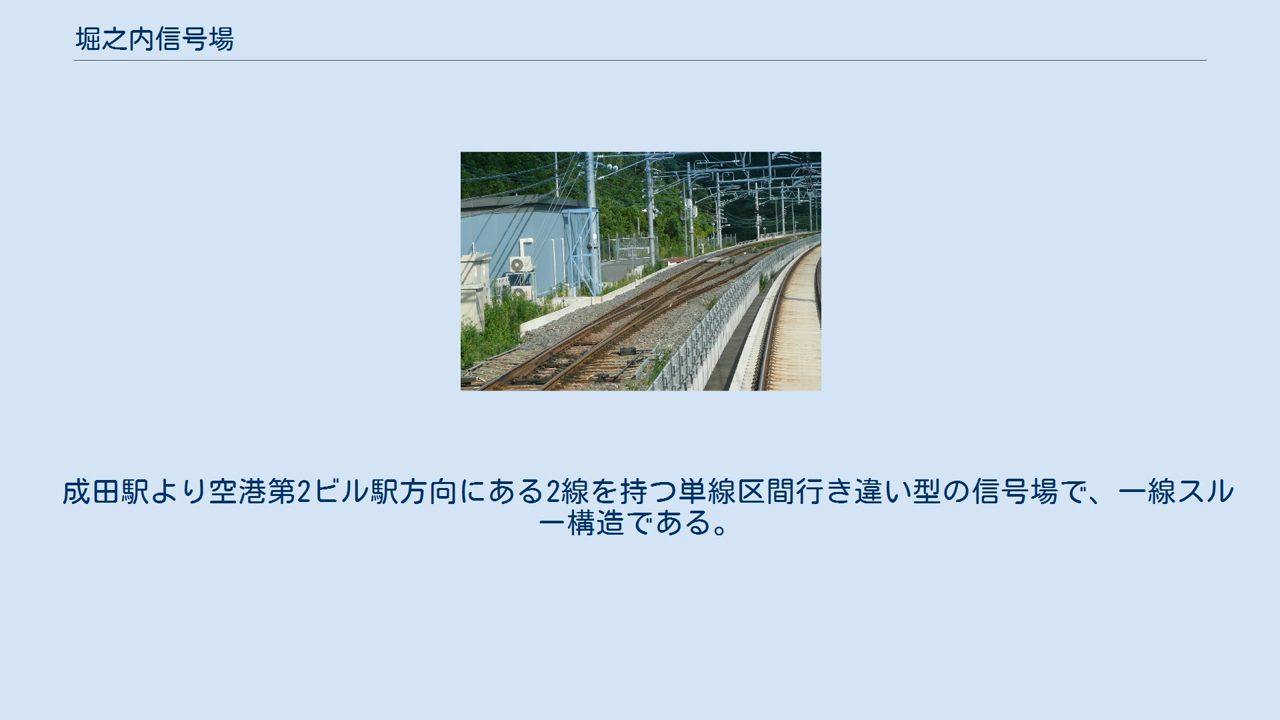 堀之内信号場
成田駅より空港第2ビル駅方向にある2線を持つ単線区間行き違い型の信号場で、一線スル
ー構造である。